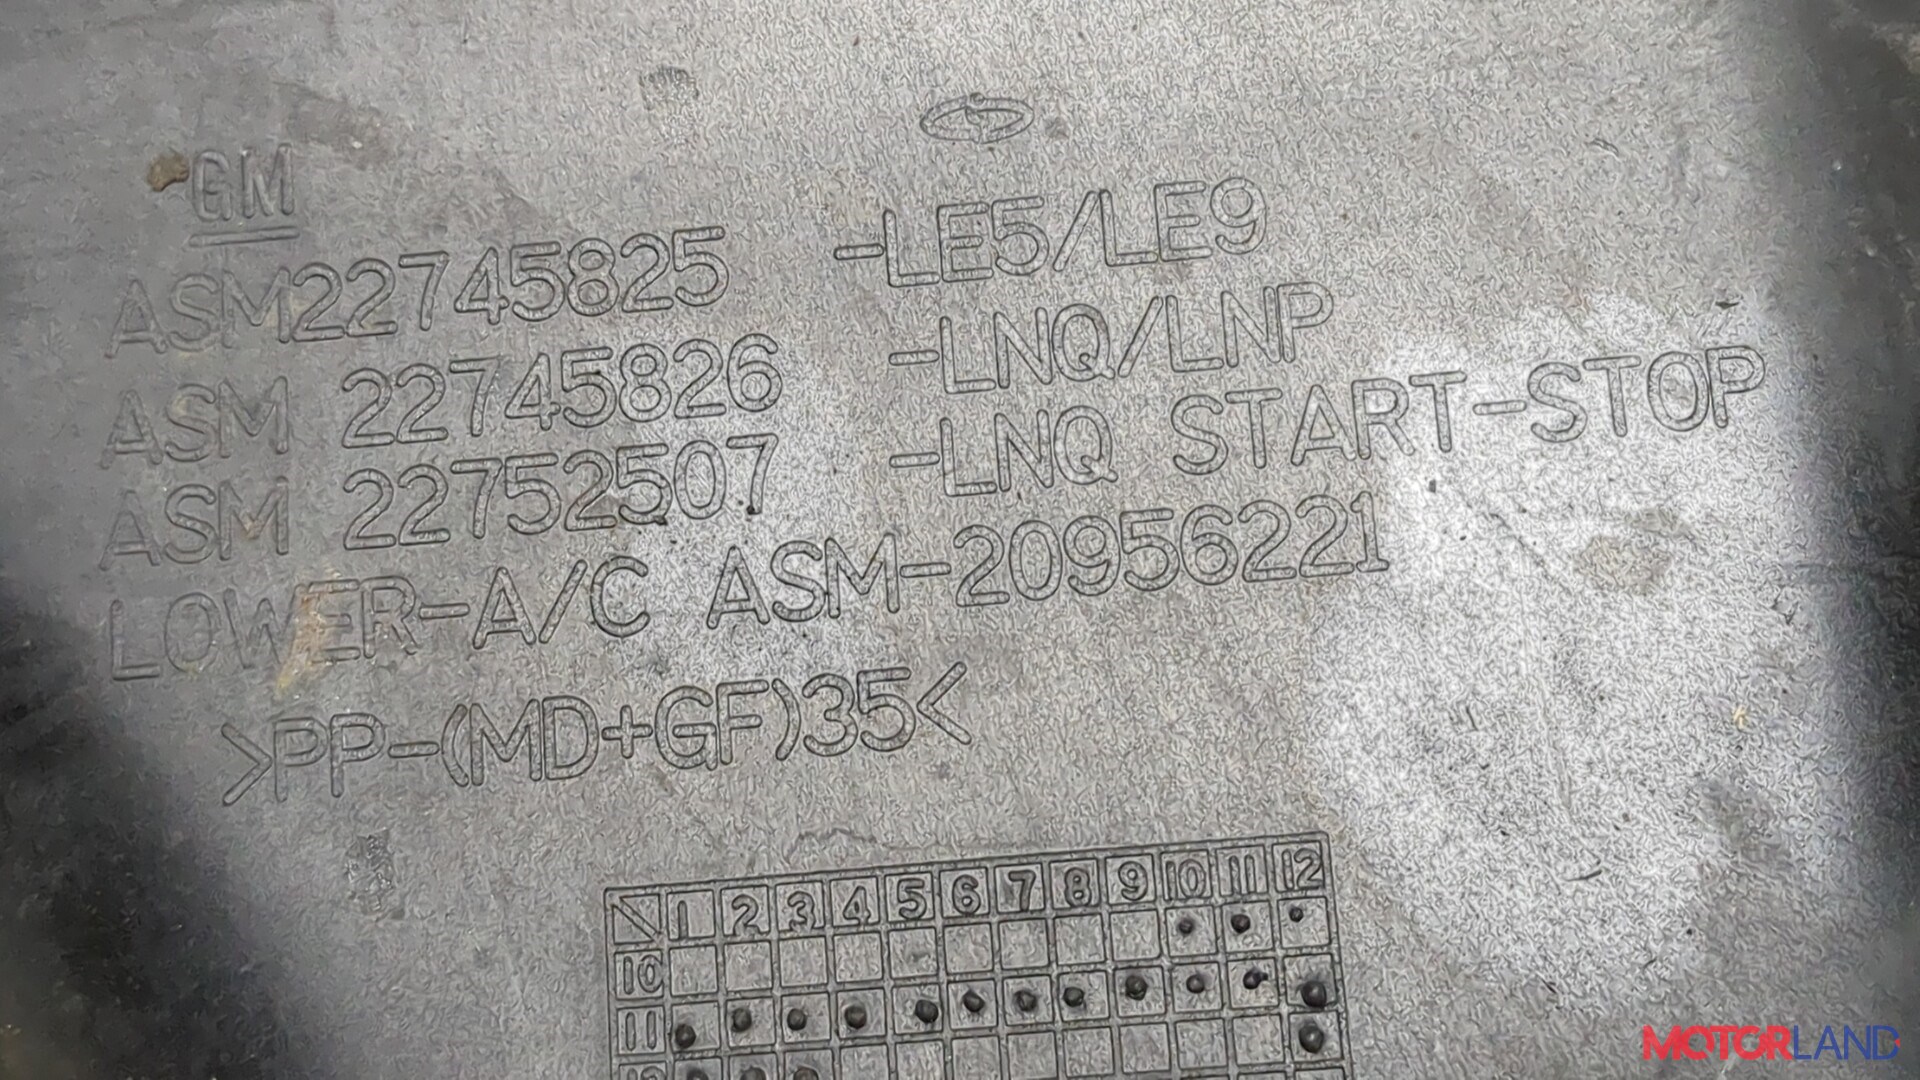 GM
ASM22745825 -LE5/LE9
ASM 22745826 -LNQ/LNP
ASM 22752507 -LNQ START-STOP
LOWER-A/C ASM-20956221
>PP-(MD+GF)35<
1 2 3 4 5 6 7 8 9 10 11 12
10
11
12
MOTORLAND